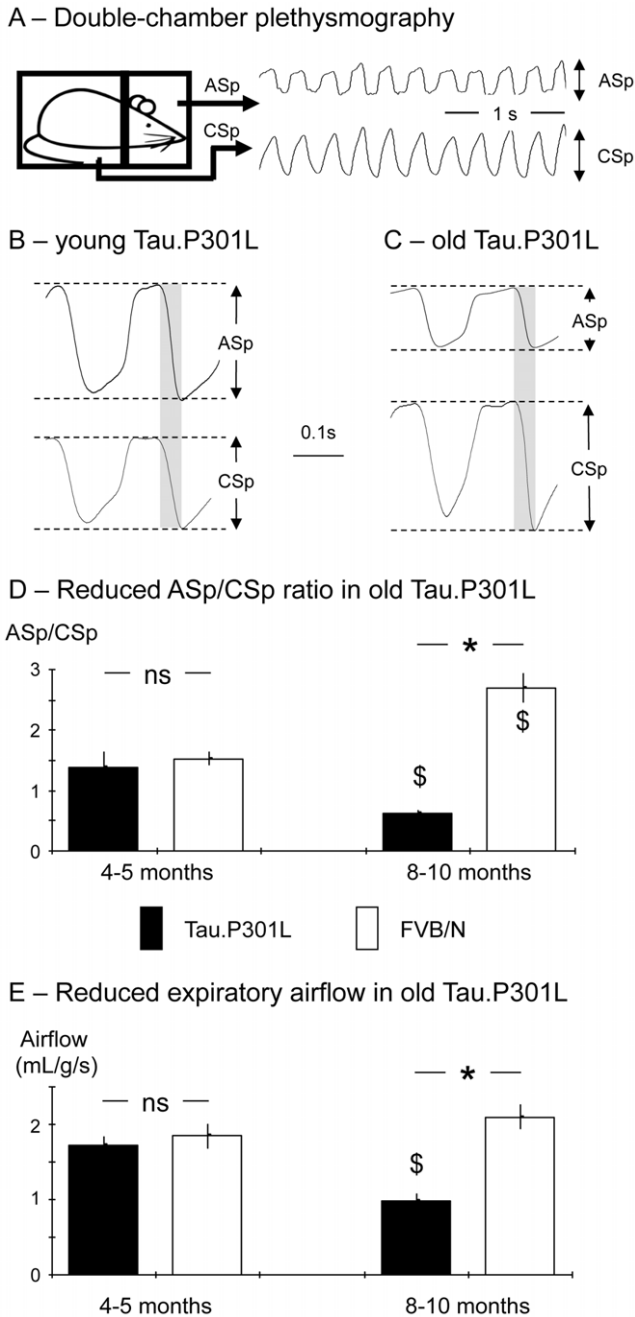 A – Double-chamber plethysmography
ASp
ASp
CSp
1 s
CSp
B – young Tau.P301L
C – old Tau.P301L
ASp
ASp
0.1s
CSp
CSp
D – Reduced ASp/CSp ratio in old Tau.P301L
ASp/CSp
3
2
1
0
ns
*
$
$
4-5 months
8-10 months
Tau.P301L
FVB/N
E – Reduced expiratory airflow in old Tau.P301L
Airflow
(mL/g/s)
2
1
0
ns
*
$
4-5 months
8-10 months